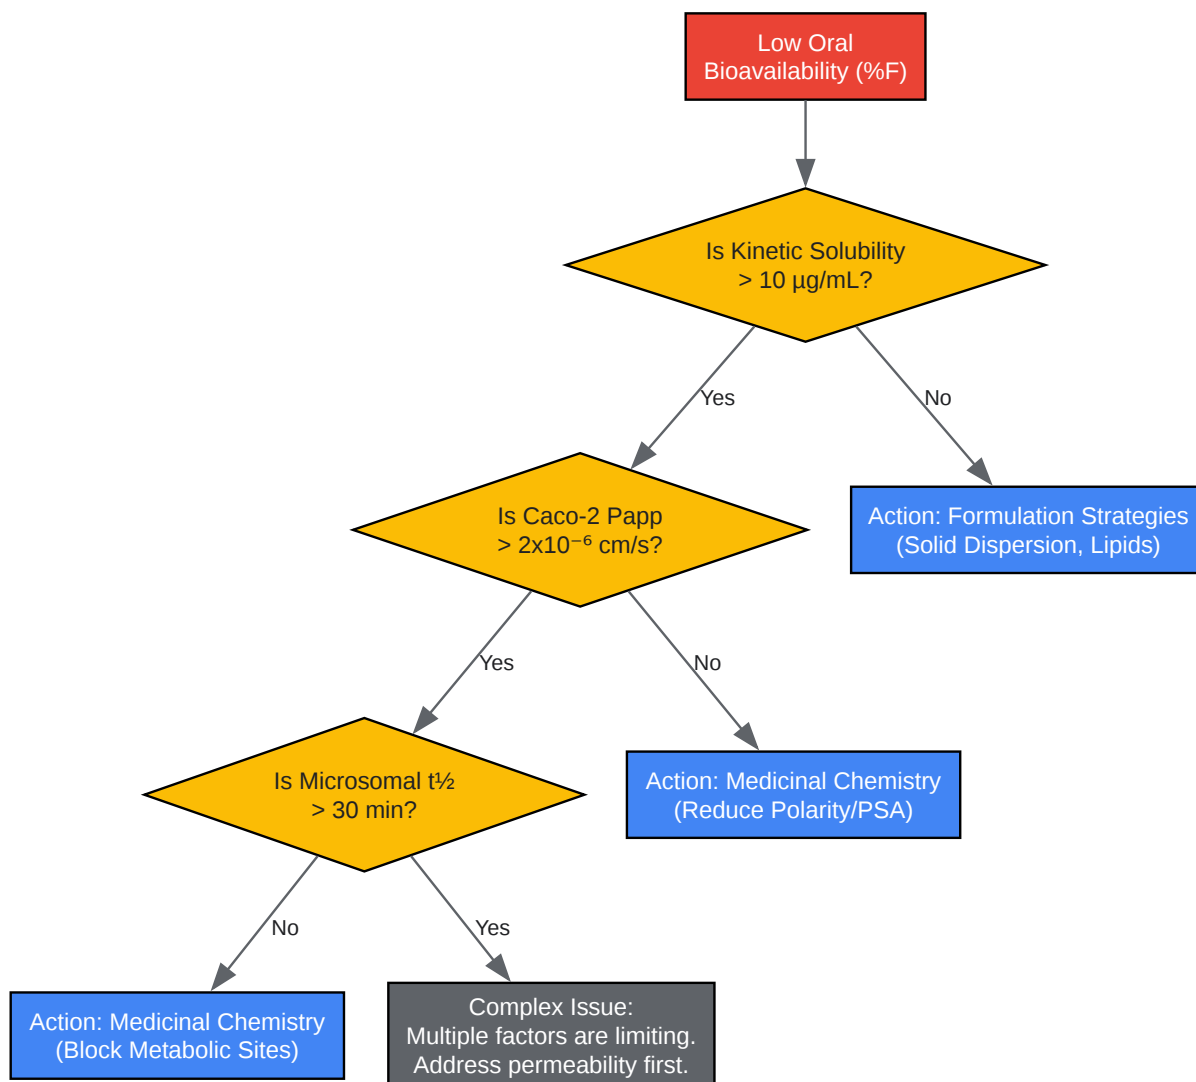 Low Oral
Bioavailability (%F)
Is Kinetic Solubility
> 10 µg/mL?
Yes
No
Is Caco-2 Papp
> 2x10⁻⁶ cm/s?
Action: Formulation Strategies
(Solid Dispersion, Lipids)
Yes
No
Is Microsomal t½
> 30 min?
Action: Medicinal Chemistry
(Reduce Polarity/PSA)
No
Yes
Action: Medicinal Chemistry
(Block Metabolic Sites)
Complex Issue:
Multiple factors are limiting.
Address permeability first.